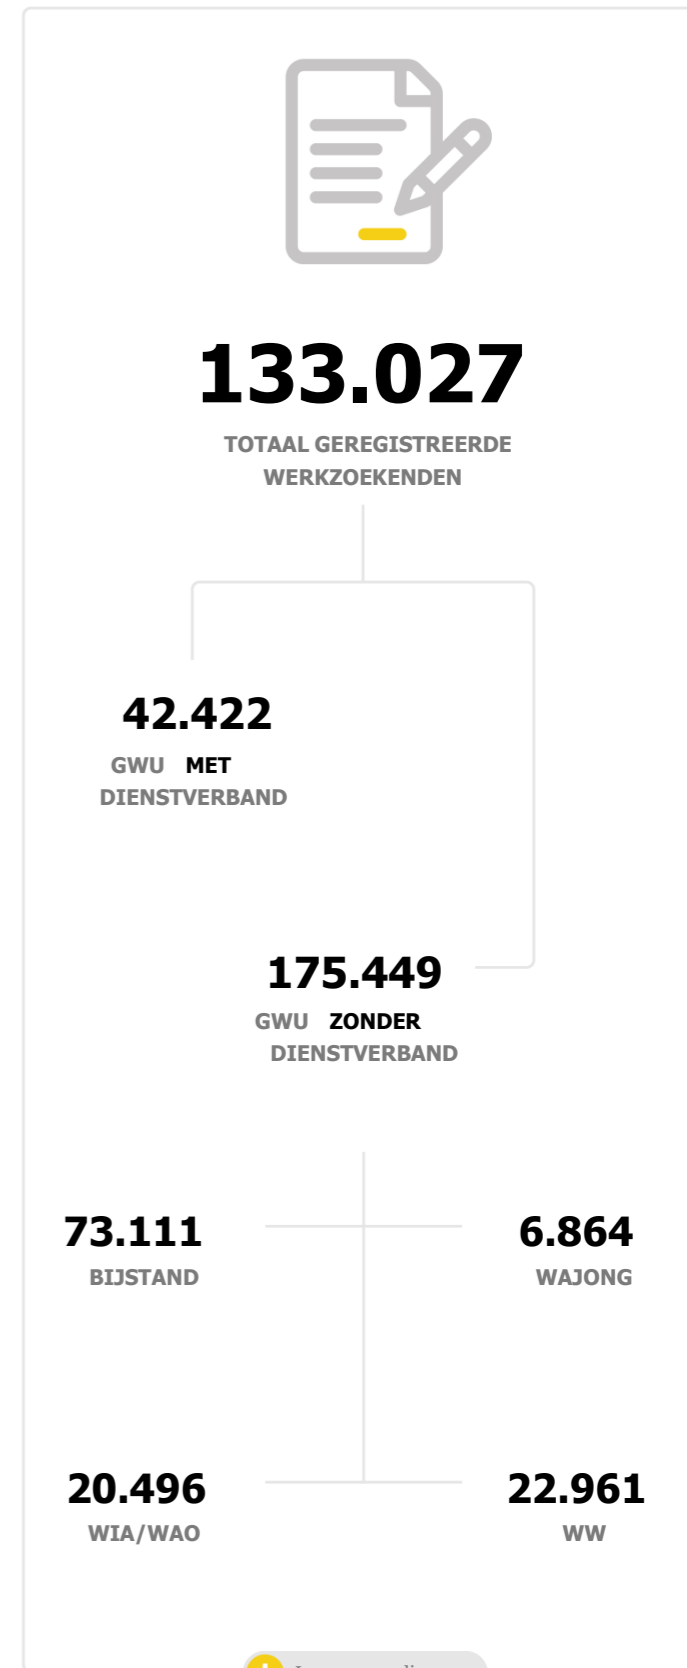 133.027
TOTAAL GEREGISTREERDE
WERKZOEKENDEN
42.422
GWU MET
DIENSTVERBAND
175.449
GWU ZONDER
DIENSTVERBAND
73.111
BIJSTAND
6.864
WAJONG
20.496
WIA/WAO
22.961
WW